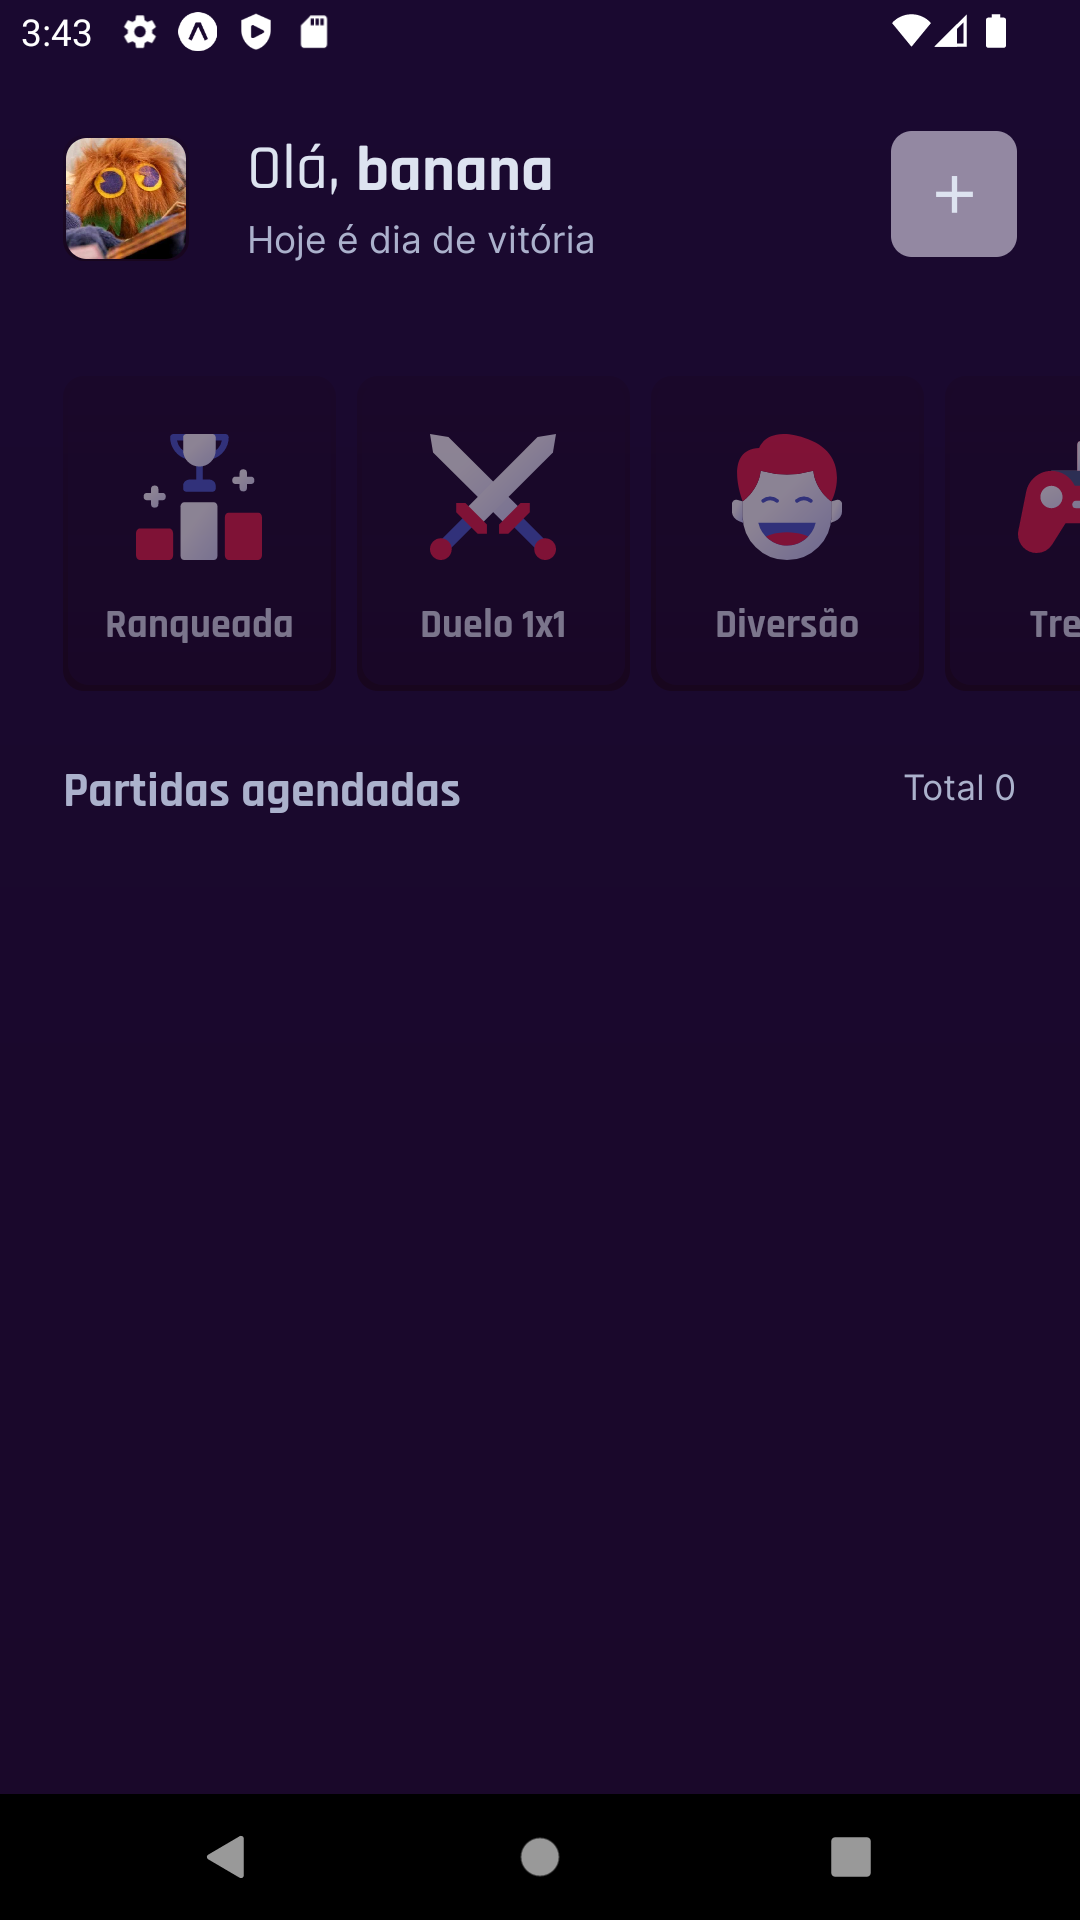 3:43
Olá, banana
Hoje é dia de vitória
Ranqueada
Duelo 1x1
Diversão
Tre
Partidas agendadas
Total 0